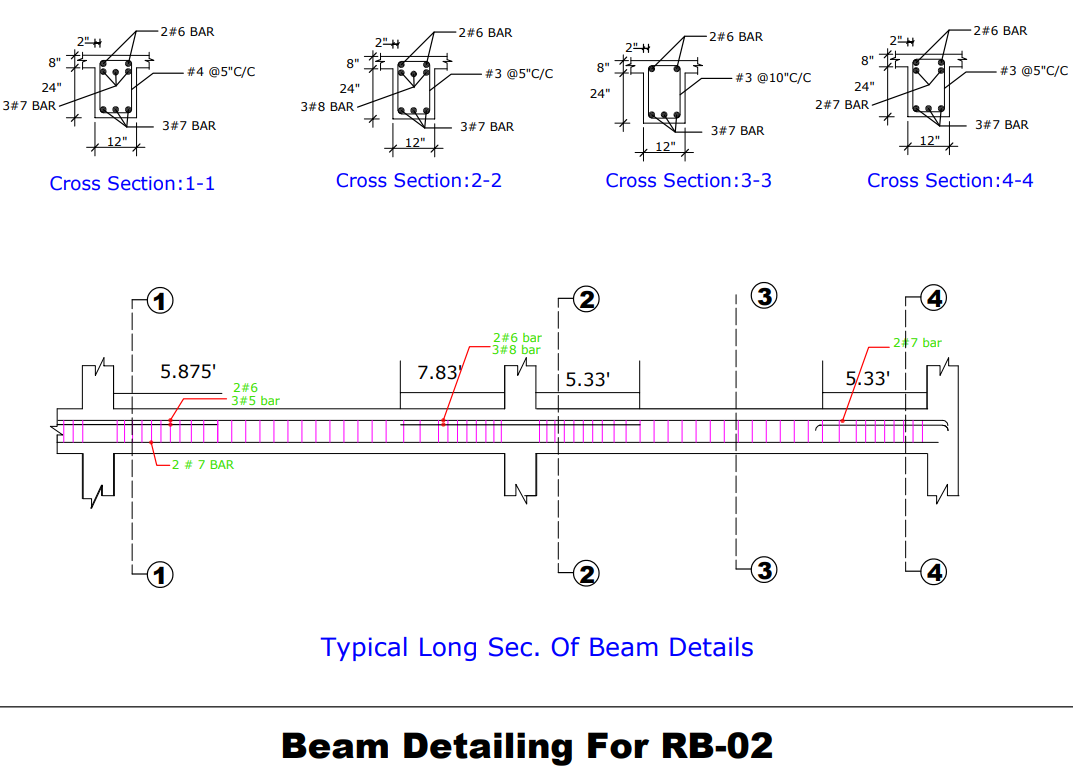 2#6 BAR
2"
8"
#4 @5"C/C
24"
3#7 BAR
3#7 BAR
12"
Cross Section:1-1
2#6 BAR
2"
8"
#3 @5"C/C
24"
3#8 BAR
3#7 BAR
12"
Cross Section:2-2
2#6 BAR
2"
8"
#3 @10"C/C
24"
3#7 BAR
12"
Cross Section:3-3
2#6 BAR
2"
8"
#3 @5"C/C
24"
2#7 BAR
3#7 BAR
12"
Cross Section:4-4
1
2
3
4
2#6 bar
3#8 bar
2#7 bar
5.875'
7.83'
5.33'
5.33'
2#6
3#5 bar
2 # 7 BAR
1
2
3
4
Typical Long Sec. Of Beam Details
Beam Detailing For RB-02